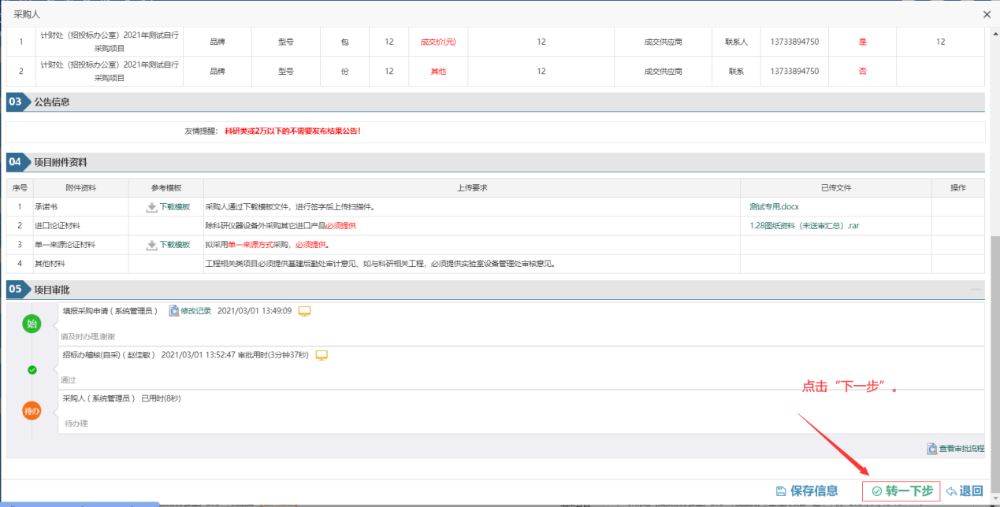 采购人
1 计财处（招投标办公室）2021年测试自行采购项目 品牌 型号 包 12 成交价(元) 12 成交供应商 联系人 13733894750 是 12
2 计财处（招投标办公室）2021年测试自行采购项目 品牌 型号 份 12 其他 12 成交供应商 联系 13733894750 否
03 公告信息
友情提醒： 科研类或2万以下的不需要发布结果公告！
04 项目附件资料
序号 附件资料 参考模板 上传要求 已传文件 操作
1 承诺书 下载模板 采购人通过下载模板文件，进行签字后上传扫描件。 测试专用.docx
2 进口论证材料 除科研仪器设备外采购其它进口产品必须提供 1.28图纸资料（未送审汇总）.rar
3 单一来源论证材料 下载模板 拟采用单一来源方式采购，必须提供。
4 其他材料 工程相关类项目必须提供基建后勤处审计意见、如与科研相关工程，必须提供实验室设备管理处审核意见。
05 项目审批
始 填报采购申请 ( 系统管理员 ) 修改记录 2021/03/01 13:49:09
请及时办理,谢谢
招标办稽核(自采) ( 赵佳敏 ) 2021/03/01 13:52:47 审批用时(3分钟37秒)
通过
点击“下一步”。
采购人 ( 系统管理员 ) 已用时(8秒)
待办
待办理
查看审批流程
保存信息 转一下步 退回